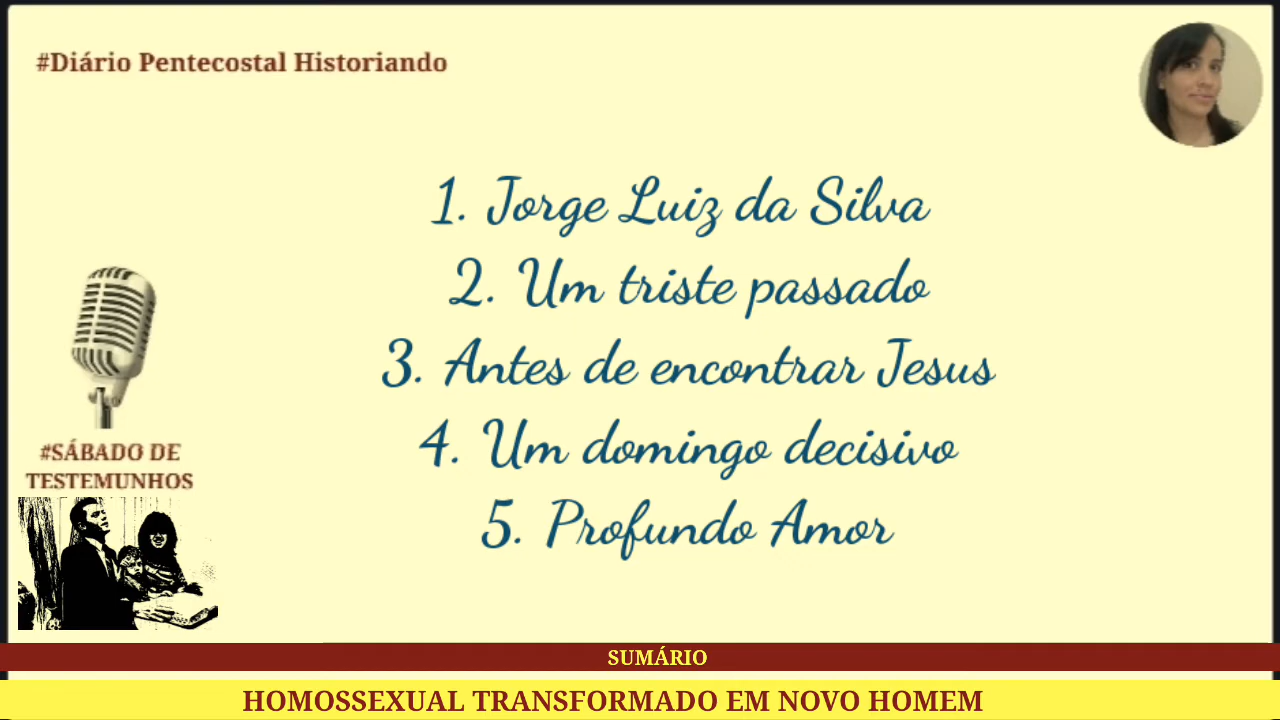 #Diário Pentecostal Historiando
1. Jorge Luiz da Silva
2. Um triste passado
3. Antes de encontrar Jesus
4. Um domingo decisivo
5. Profundo Amor
#SÁBADO DE
TESTEMUNHOS
SUMÁRIO
HOMOSSEXUAL TRANSFORMADO EM NOVO HOMEM